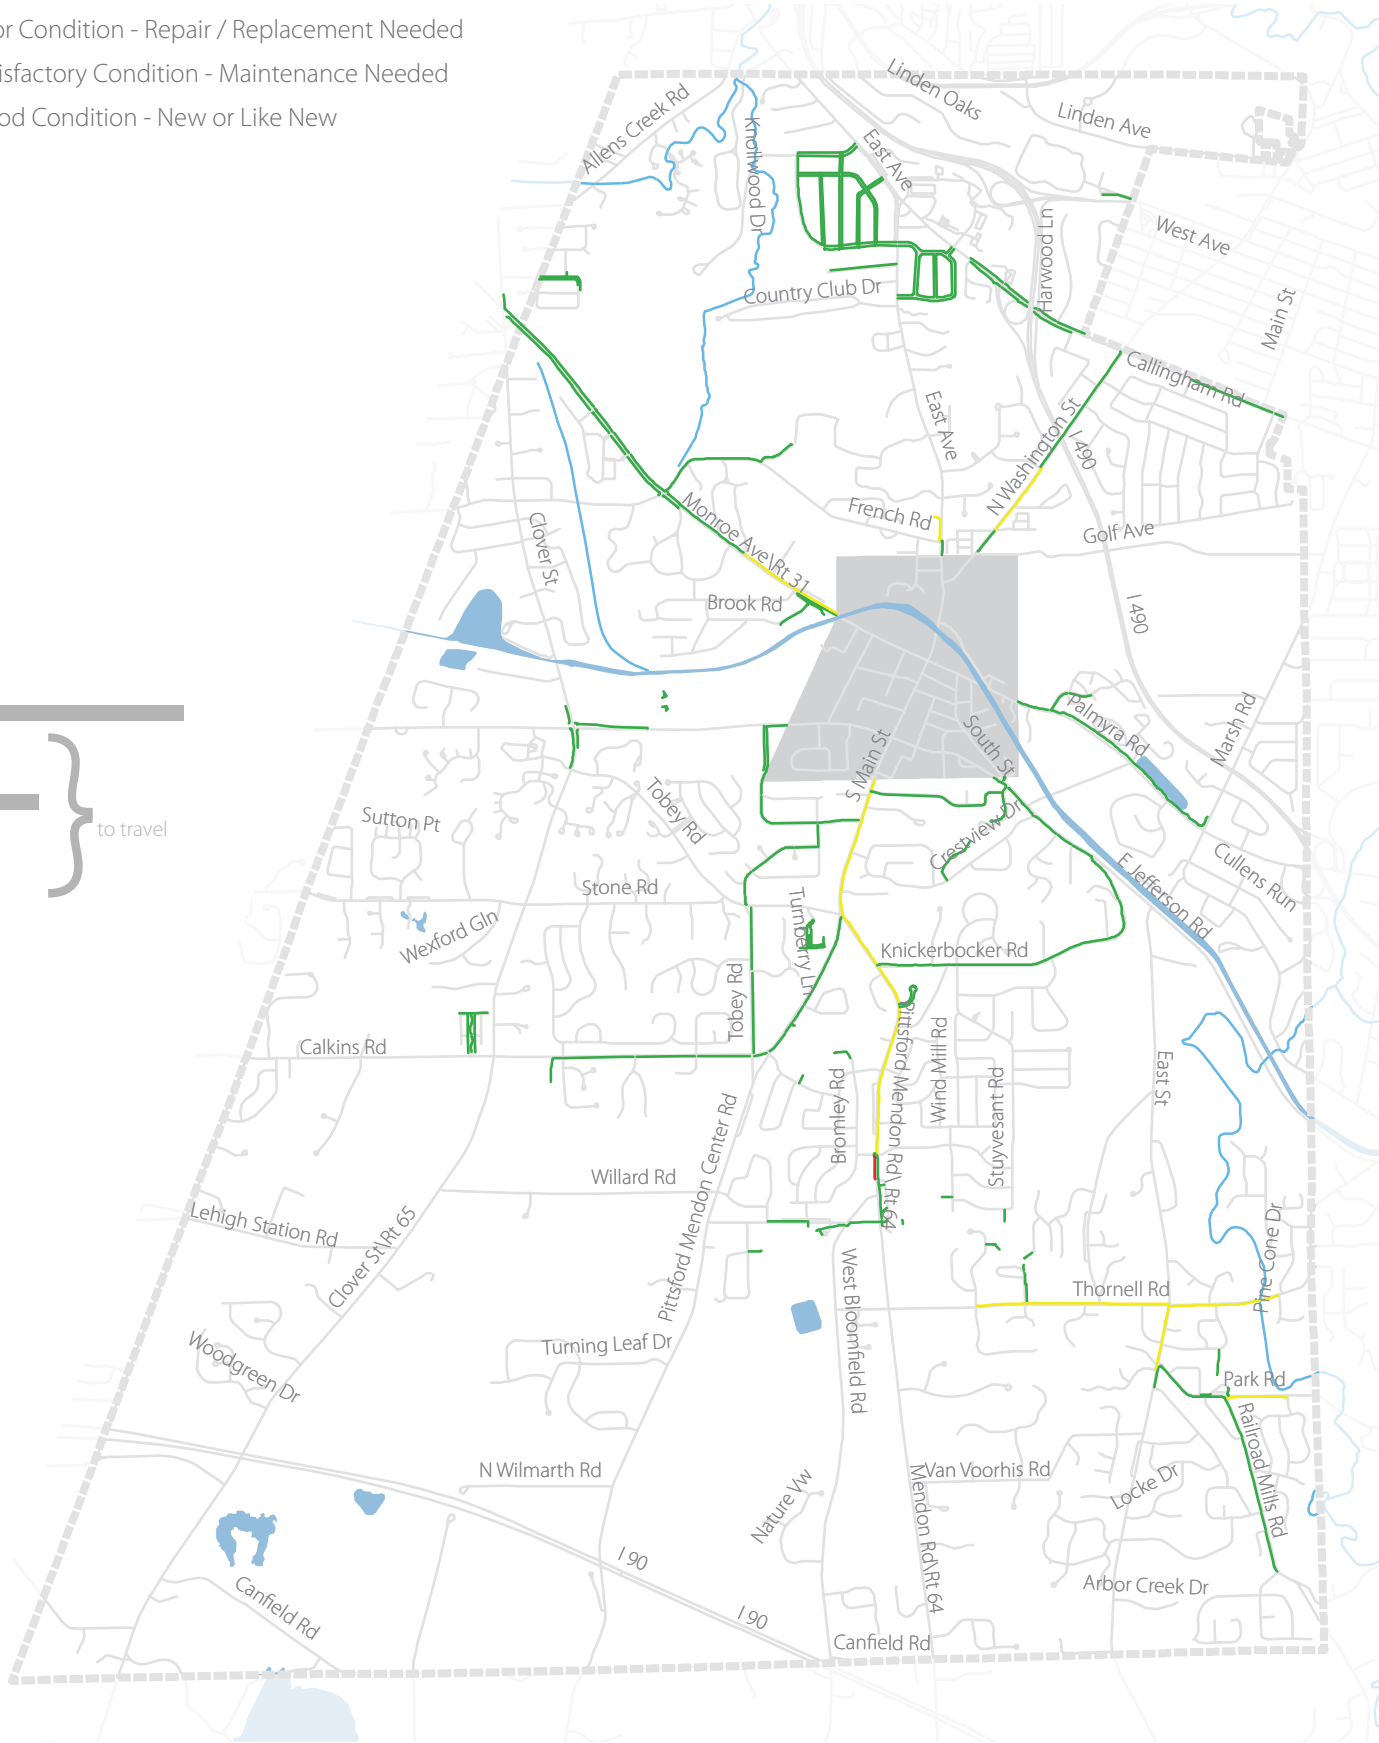 or Condition - Repair / Replacement Needed
isfactory Condition - Maintenance Needed
od Condition - New or Like New
Linden Oaks
Linden Ave
Allens Creek Rd
Knollwood Dr
East Ave
West Ave
Harwood Ln
Main St
Country Club Dr
Callingham Rd
East Ave
N Washington St
I 490
French Rd
Golf Ave
Monroe Ave\Rt 31
Clover St
Brook Rd
I 490
Palmyra Rd
Marsh Rd
South St
S Main St
to travel
Sutton Pt
Tobey Rd
Crestview Dr
E Jefferson Rd
Cullens Run
Stone Rd
Wexford Gln
Turnberry Ln
Knickerbocker Rd
Tobey Rd
Calkins Rd
Pittsford Mendon Rd\ Rt 64
Wind Mill Rd
Bromley Rd
Stuyvesant Rd
East St
Willard Rd
Pittsford Mendon Center Rd
Lehigh Station Rd
Clover St\Rt 65
Pine Cone Dr
West Bloomfield Rd
Thornell Rd
Turning Leaf Dr
Woodgreen Dr
Park Rd
Railroad Mills Rd
N Wilmarth Rd
Nature Vw
Mendon Rd\Rt 64
Van Voorhis Rd
Locke Dr
I 90
Arbor Creek Dr
Canfield Rd
I 90
Canfield Rd